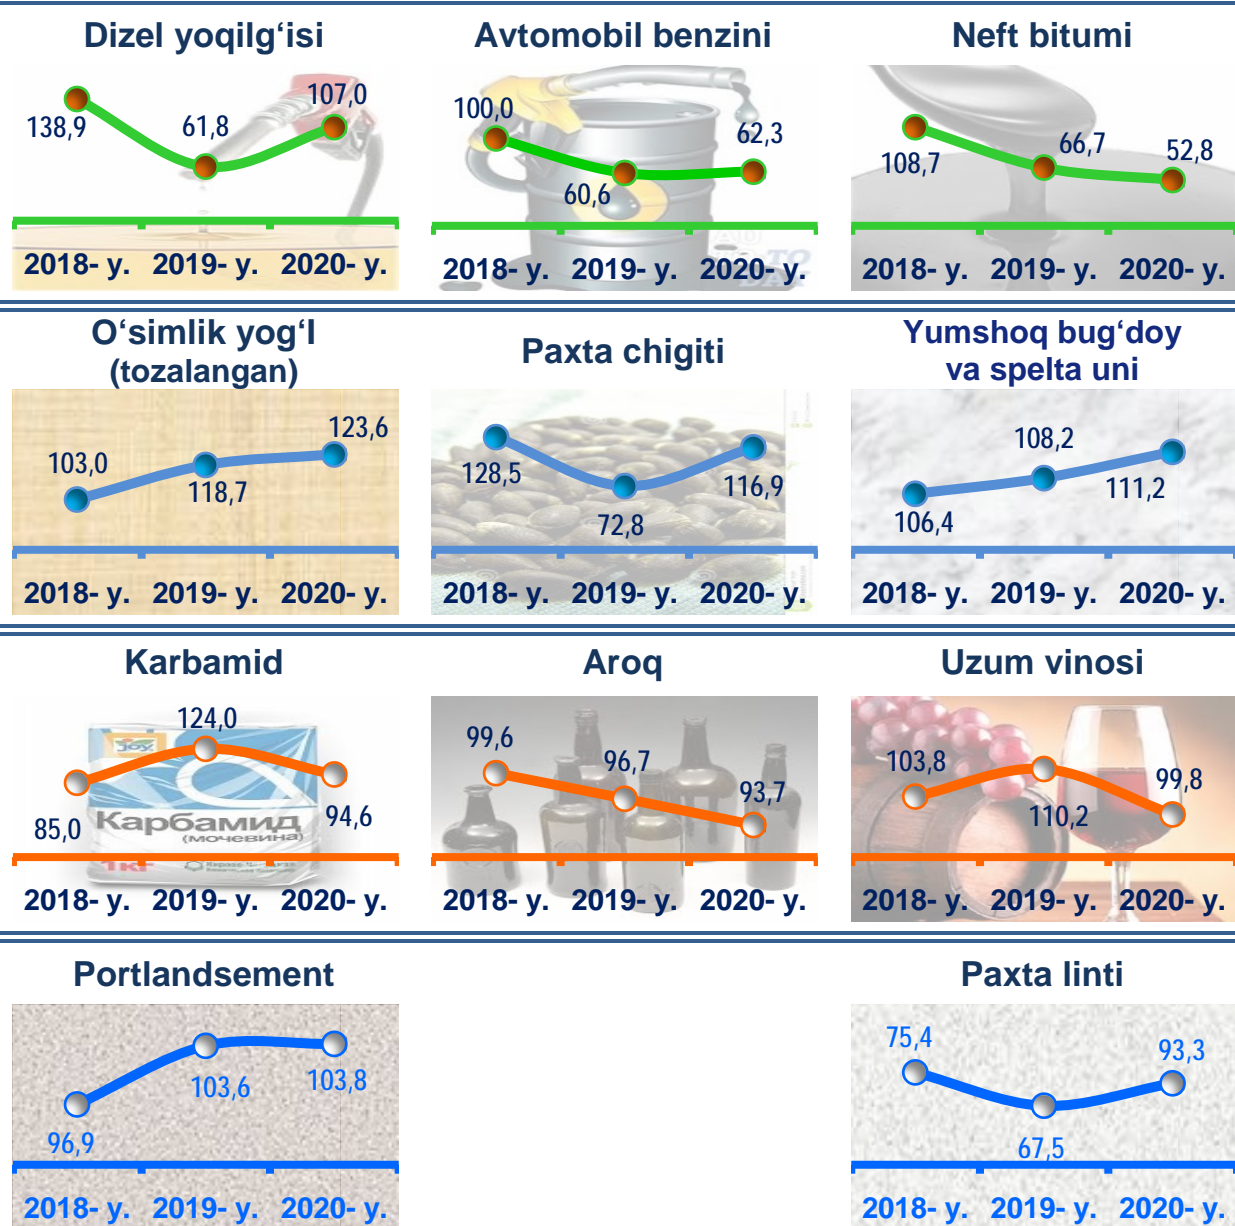 Dizel yoqilg‘isi
138,9
61,8
107,0
2018- y. 2019- y. 2020- y.
Avtomobil benzini
100,0
60,6
62,3
2018- y. 2019- y. 2020- y.
Neft bitumi
108,7
66,7
52,8
2018- y. 2019- y. 2020- y.
O‘simlik yog‘I
(tozalangan)
103,0
118,7
123,6
2018- y. 2019- y. 2020- y.
Paxta chigiti
128,5
72,8
116,9
2018- y. 2019- y. 2020- y.
Yumshoq bug‘doy
va spelta uni
106,4
108,2
111,2
2018- y. 2019- y. 2020- y.
Karbamid
85,0
124,0
94,6
JOY
Карбамид
(мочевина)
1кг
2018- y. 2019- y. 2020- y.
Aroq
99,6
96,7
93,7
2018- y. 2019- y. 2020- y.
Uzum vinosi
103,8
110,2
99,8
2018- y. 2019- y. 2020- y.
Portlandsement
96,9
103,6
103,8
2018- y. 2019- y. 2020- y.
Paxta linti
75,4
67,5
93,3
2018- y. 2019- y. 2020- y.